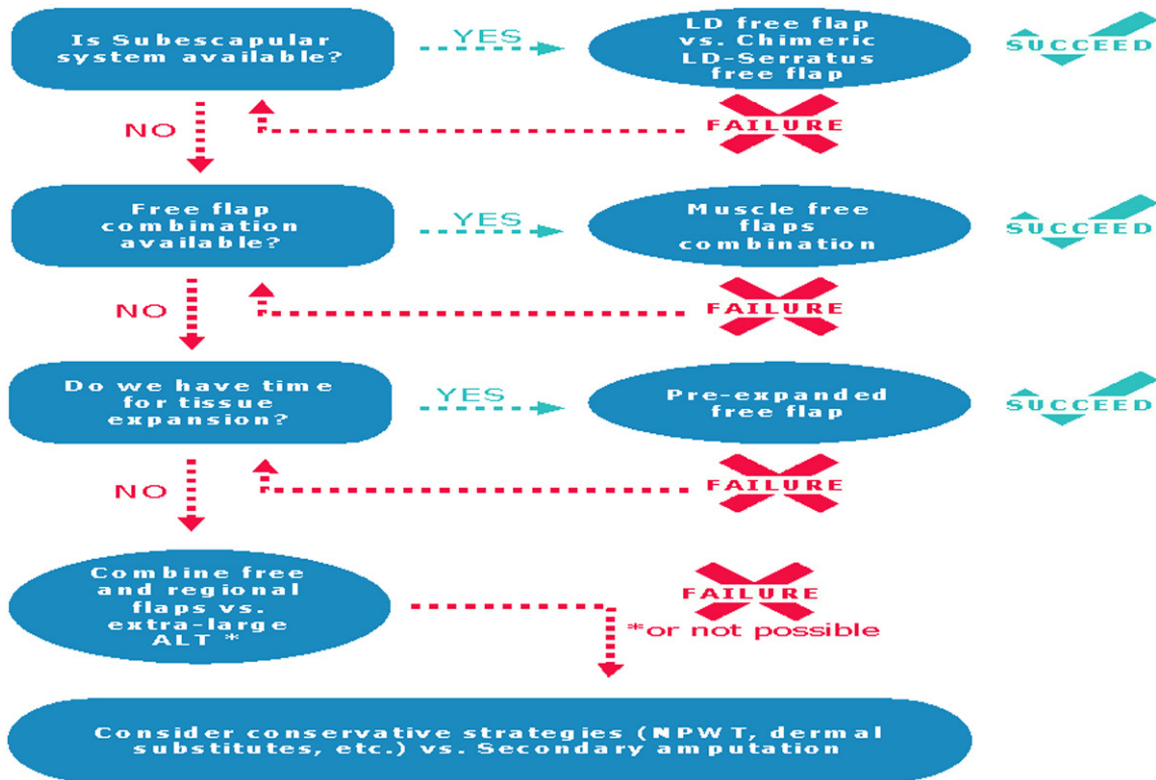 Is Subescapular
system available?
YES
LD free flap
vs. Chimeric
LD-Serratus
free flap
SUCCEED
NO
FAILURE
Free flap
combination
available?
YES
Muscle free
flaps
combination
SUCCEED
NO
FAILURE
Do we have time
for tissue
expansion?
YES
Pre-expanded
free flap
SUCCEED
NO
FAILURE
Combine free
and regional
flaps vs.
extra-large
ALT *
FAILURE
*or not possible
Consider conservative strategies (NPWT, dermal
substitutes, etc.) vs. Secondary amputation